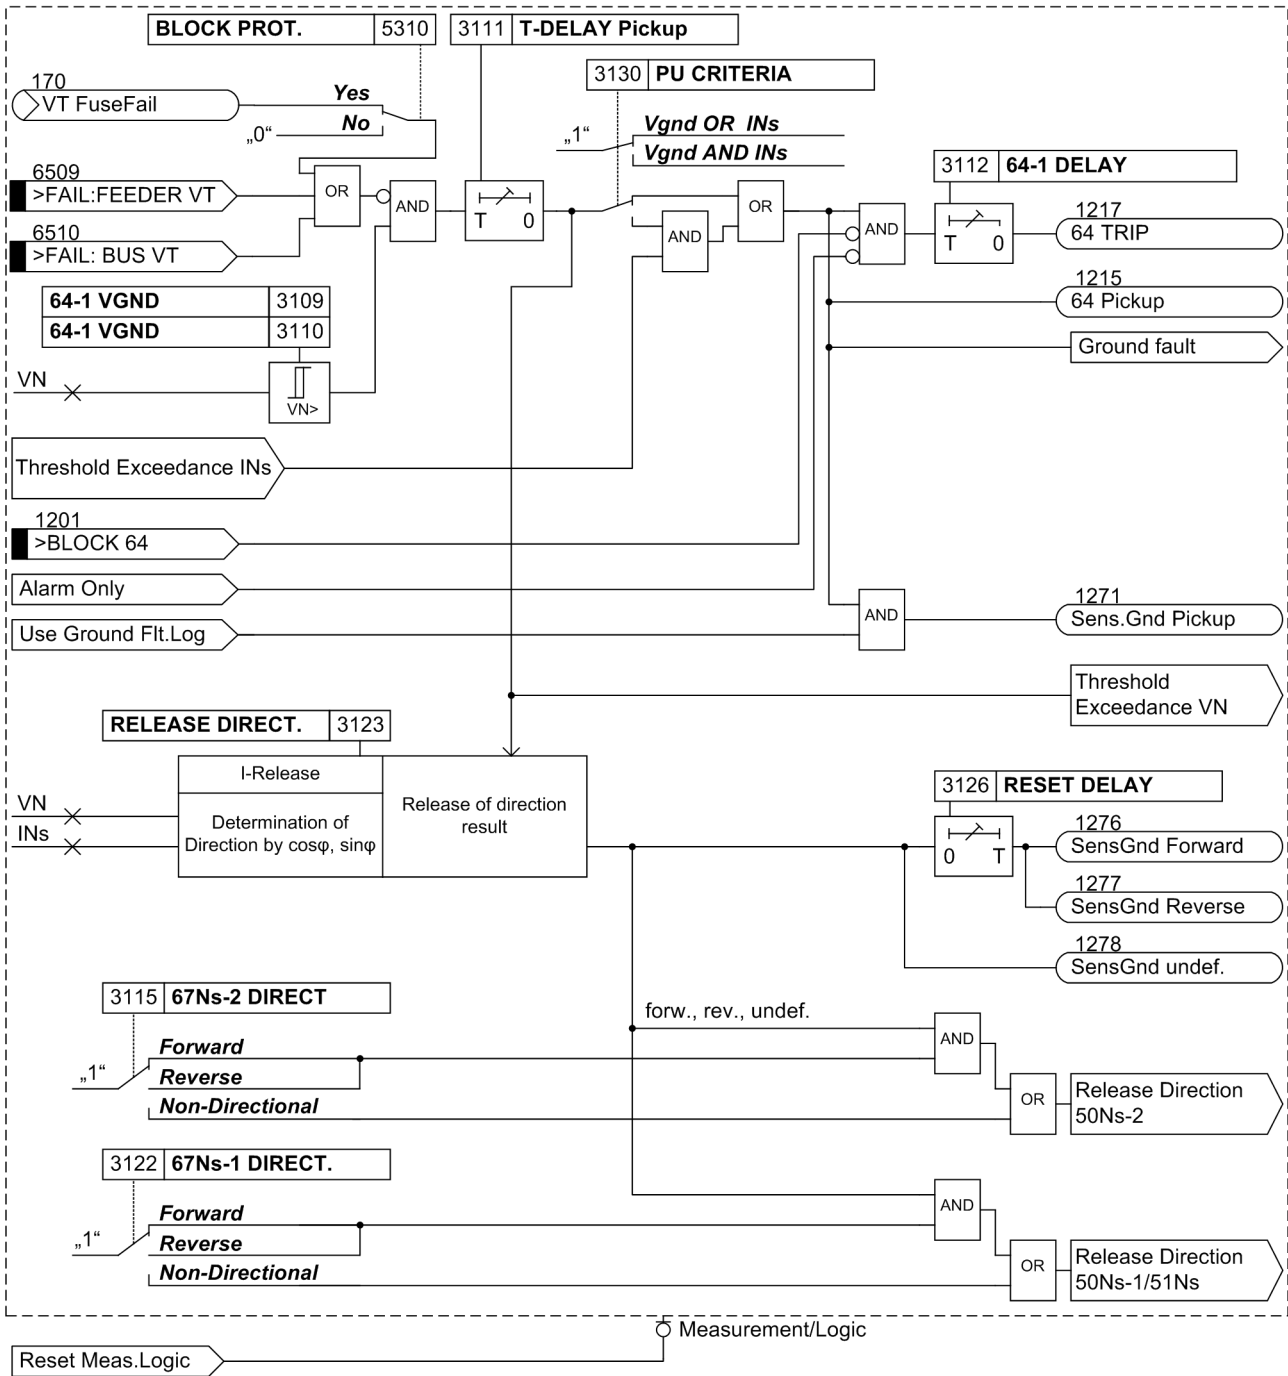 BLOCK PROT. 5310
3111 T-DELAY Pickup
3130 PU CRITERIA
170
VT FuseFail
Yes
No
„0“
„1“
Vgnd OR INs
Vgnd AND INs
6509
>FAIL:FEEDER VT
OR
AND
T 0
AND
OR
AND
3112 64-1 DELAY
T 0
1217
64 TRIP
6510
>FAIL: BUS VT
1215
64 Pickup
64-1 VGND 3109
64-1 VGND 3110
Ground fault
VN
VN>
Threshold Exceedance INs
1201
>BLOCK 64
Alarm Only
Use Ground Flt.Log
AND
1271
Sens.Gnd Pickup
Threshold
Exceedance VN
RELEASE DIRECT. 3123
I-Release
Determination of
Direction by cosφ, sinφ
Release of direction
result
VN
INs
3126 RESET DELAY
0 T
1276
SensGnd Forward
1277
SensGnd Reverse
1278
SensGnd undef.
3115 67Ns-2 DIRECT
forw., rev., undef.
„1“
Forward
Reverse
Non-Directional
AND
OR
Release Direction
50Ns-2
3122 67Ns-1 DIRECT.
„1“
Forward
Reverse
Non-Directional
AND
OR
Release Direction
50Ns-1/51Ns
Measurement/Logic
Reset Meas.Logic